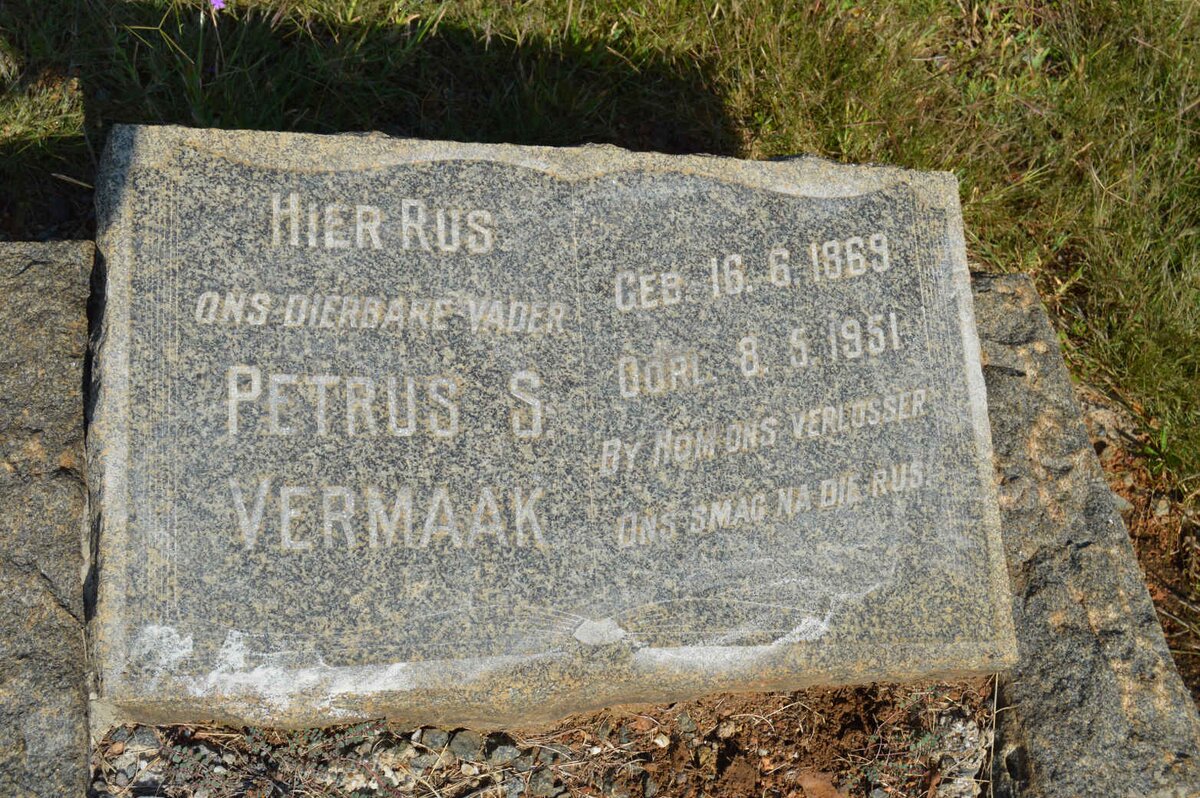 HIER RUS
ONS DIERBARE VADER
PETRUS S.
VERMAAK
GEB. 16. 6. 1869
OORL. 8. 5. 1951
BY HOM ONS VERLOSSER
ONS SMAG NA DIE RUS.